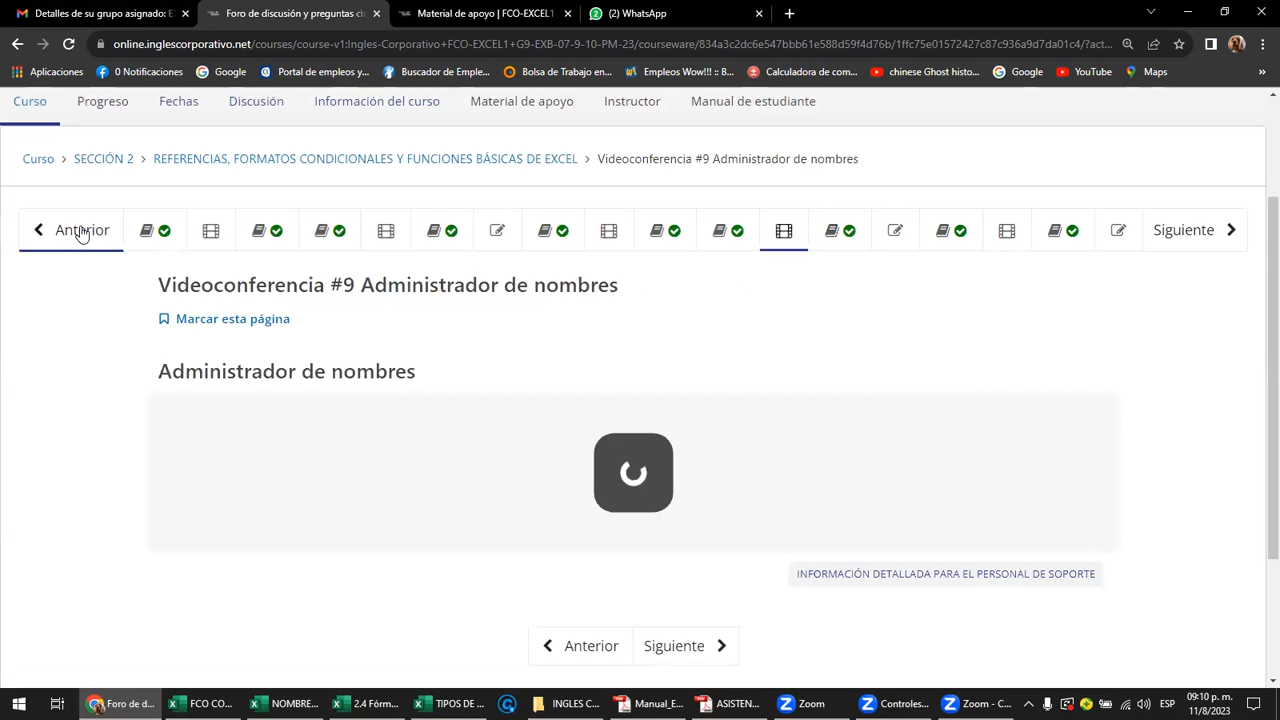 Detalles de su grupo asignado: E
Foro de discusión y preguntas ci
Material de apoyo | FCO-EXCEL1
(2) WhatsApp
online.inglescorporativo.net/courses/course-v1:Ingles-Corporativo+FCO-EXCEL1+G9-EXB-07-9-10-PM-23/courseware/834a3c2dc6e547bbb61e588d59f4d76b/1ffc75e01572427c87c936a9d7da01c4/?act...
Aplicaciones
0 Notificaciones
Google
Portal de empleos y...
Buscador de Emple...
Bolsa de Trabajo en...
Empleos Wow!!! :: B...
Calculadora de com...
chinese Ghost histo...
Google
YouTube
Maps
»
Curso
Progreso
Fechas
Discusión
Información del curso
Material de apoyo
Instructor
Manual de estudiante
Curso > SECCIÓN 2 > REFERENCIAS, FORMATOS CONDICIONALES Y FUNCIONES BÁSICAS DE EXCEL > Videoconferencia #9 Administrador de nombres
Anterior
Siguiente
Videoconferencia #9 Administrador de nombres
Marcar esta página
Administrador de nombres
INFORMACIÓN DETALLADA PARA EL PERSONAL DE SOPORTE
Anterior
Siguiente
Foro de d...
FCO CO...
NOMBRE...
2.4 Fórm...
TIPOS DE ...
INGLES C...
Manual_E...
ASISTEN...
Zoom
Controles...
Zoom - C...
ESP
09:10 p. m.
11/8/2023